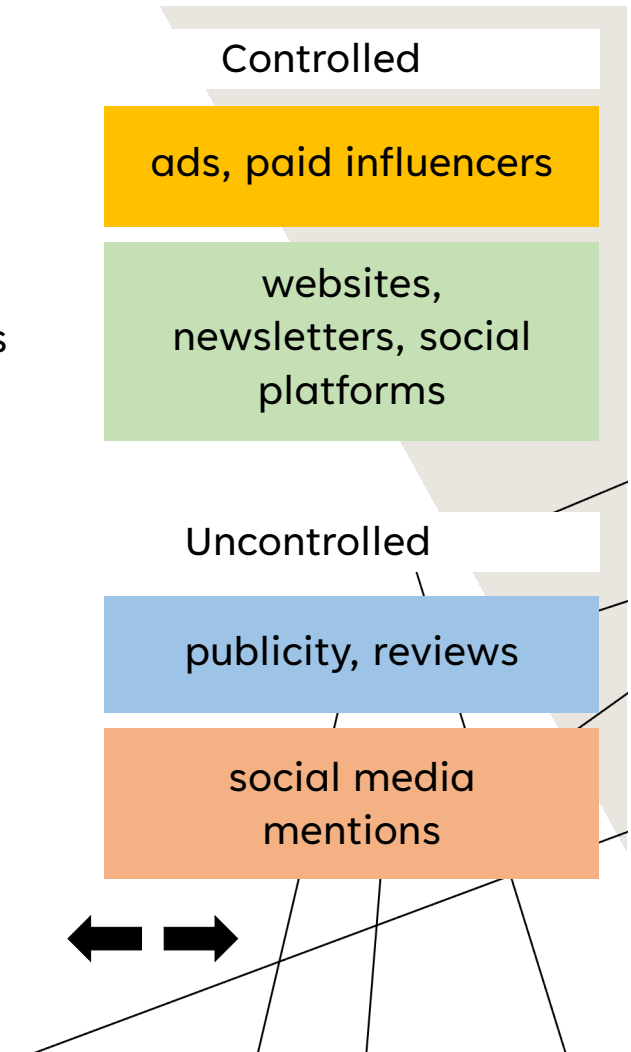 Controlled
ads, paid influencers
websites,
newsletters, social
platforms
s
Uncontrolled
publicity, reviews
social media
mentions